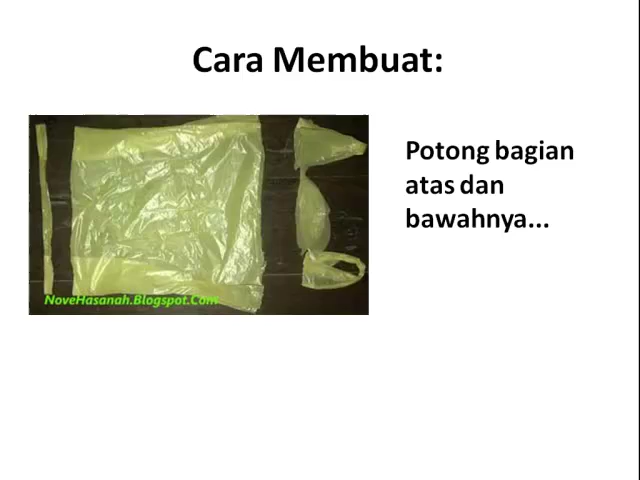 Cara Membuat:
Potong bagian
atas dan
bawahnya...
NoveHasanah.Blogspot.Com